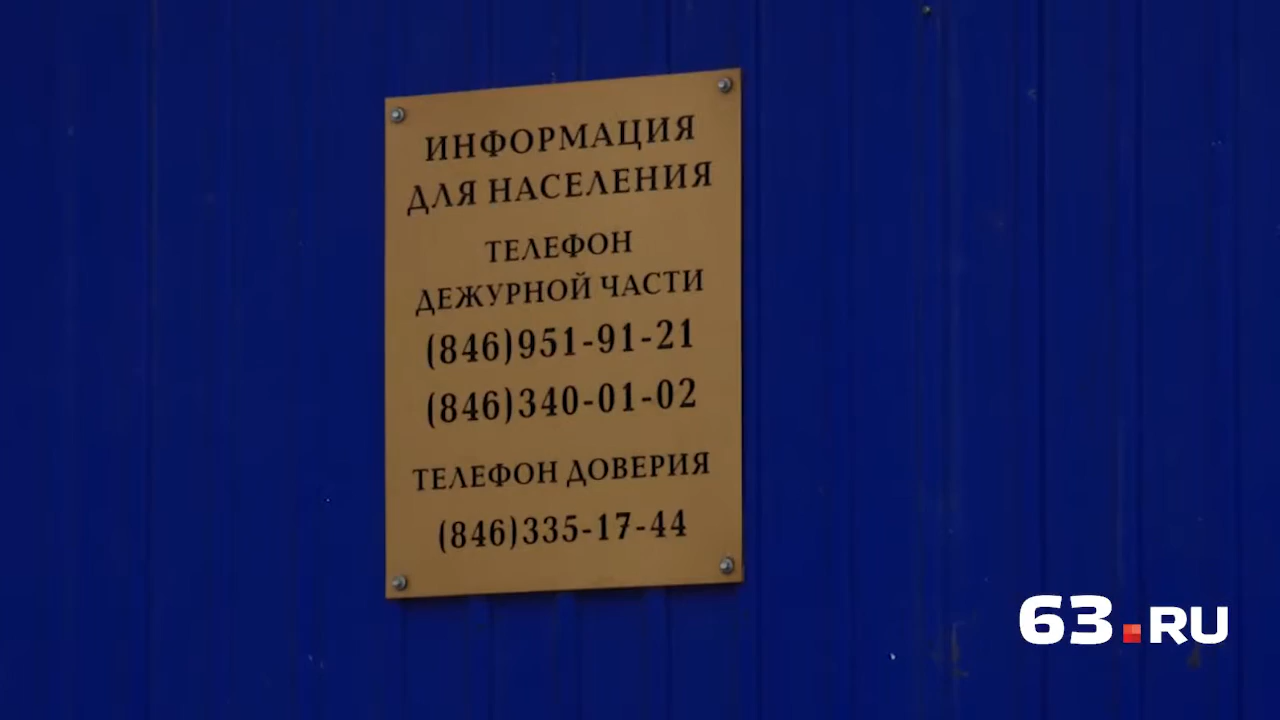 ИНФОРМАЦИЯ
ДЛЯ НАСЕЛЕНИЯ
ТЕЛЕФОН
ДЕЖУРНОЙ ЧАСТИ
(846)951-91-21
(846)340-01-02
ТЕЛЕФОН ДОВЕРИЯ
(846)335-17-44
63.RU